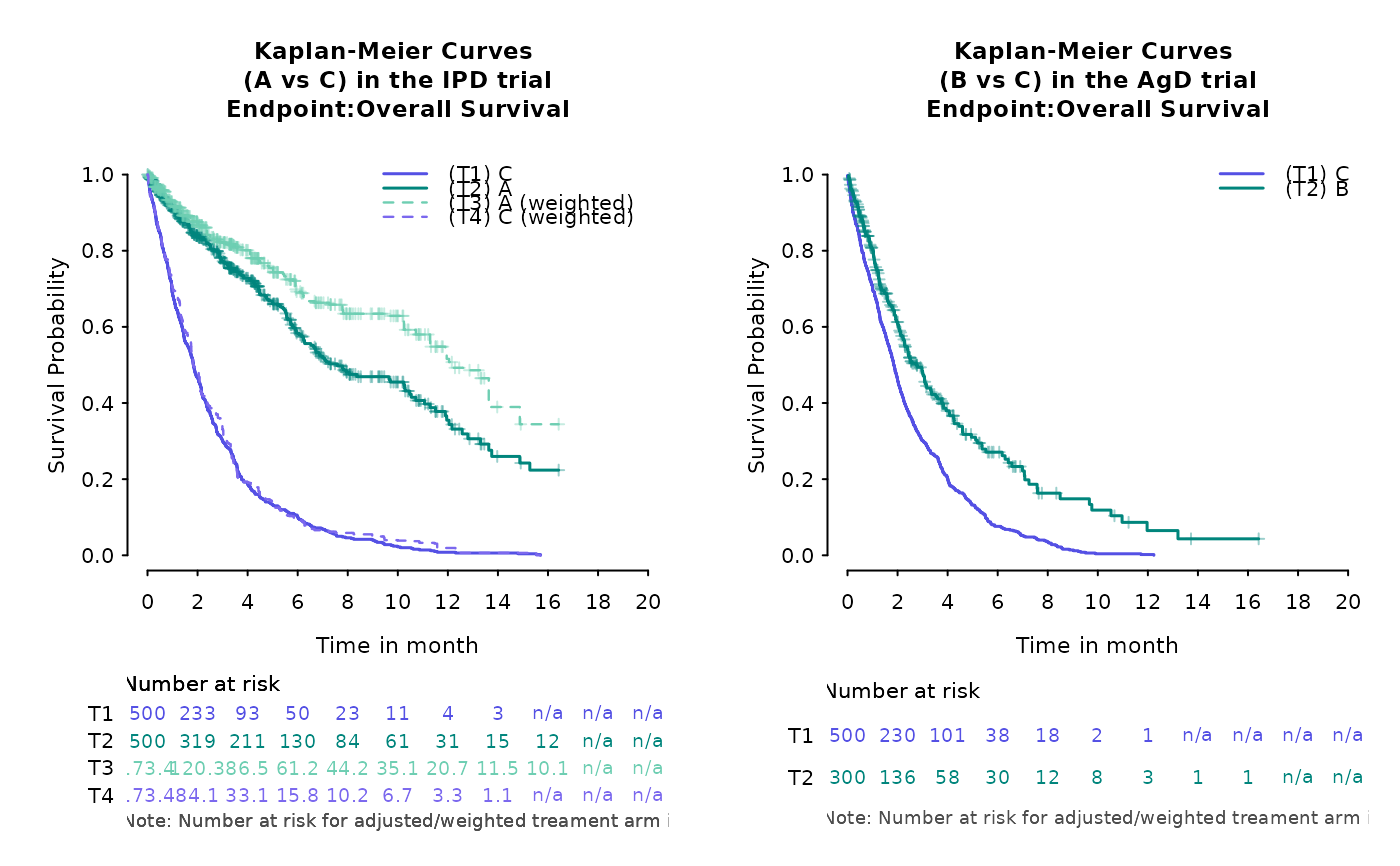 Kaplan-Meier Curves
(A vs C) in the IPD trial
Endpoint:Overall Survival
1.0
0.8
0.6
0.4
0.2
0.0
Survival Probability
(T1) C
(T2) A
(T3) A (weighted)
(T4) C (weighted)
0 2 4 6 8 10 12 14 16 18 20
Time in month
Number at risk
T1 500 233 93 50 23 11 4 3 n/a n/a n/a
T2 500 319 211 130 84 61 31 15 12 n/a n/a
T3 .73.4 120.3 86.5 61.2 44.2 35.1 20.7 11.5 10.1 n/a n/a
T4 .73.4 84.1 33.1 15.8 10.2 6.7 3.3 1.1 n/a n/a n/a
Note: Number at risk for adjusted/weighted treament arm i
Kaplan-Meier Curves
(B vs C) in the AgD trial
Endpoint:Overall Survival
1.0
0.8
0.6
0.4
0.2
0.0
Survival Probability
(T1) C
(T2) B
0 2 4 6 8 10 12 14 16 18 20
Time in month
Number at risk
T1 500 230 101 38 18 2 1 n/a n/a n/a n/a
T2 300 136 58 30 12 8 3 1 1 n/a n/a
Note: Number at risk for adjusted/weighted treament arm i